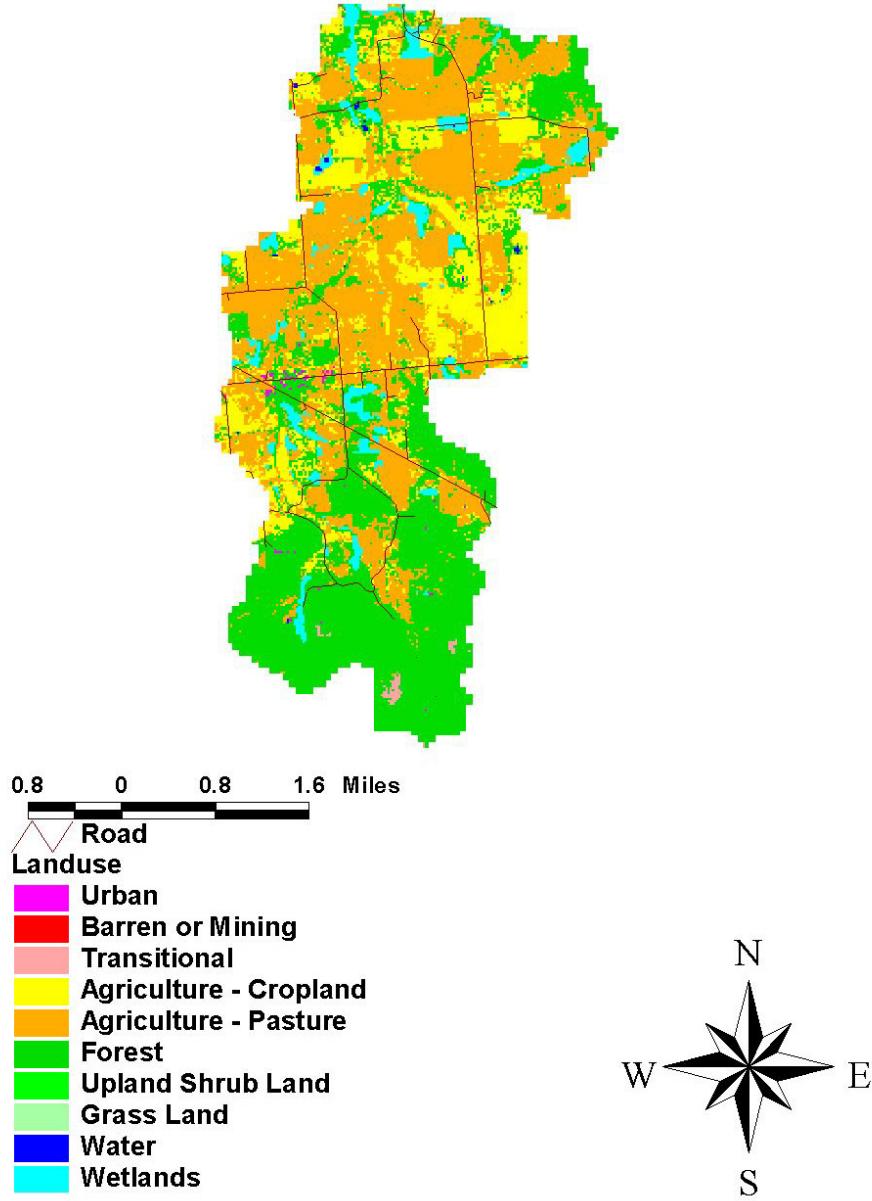 0.8 0 0.8 1.6 Miles
Road
Landuse
Urban
Barren or Mining
Transitional
Agriculture - Cropland
Agriculture - Pasture
Forest
Upland Shrub Land
Grass Land
Water
Wetlands
N
W E
S